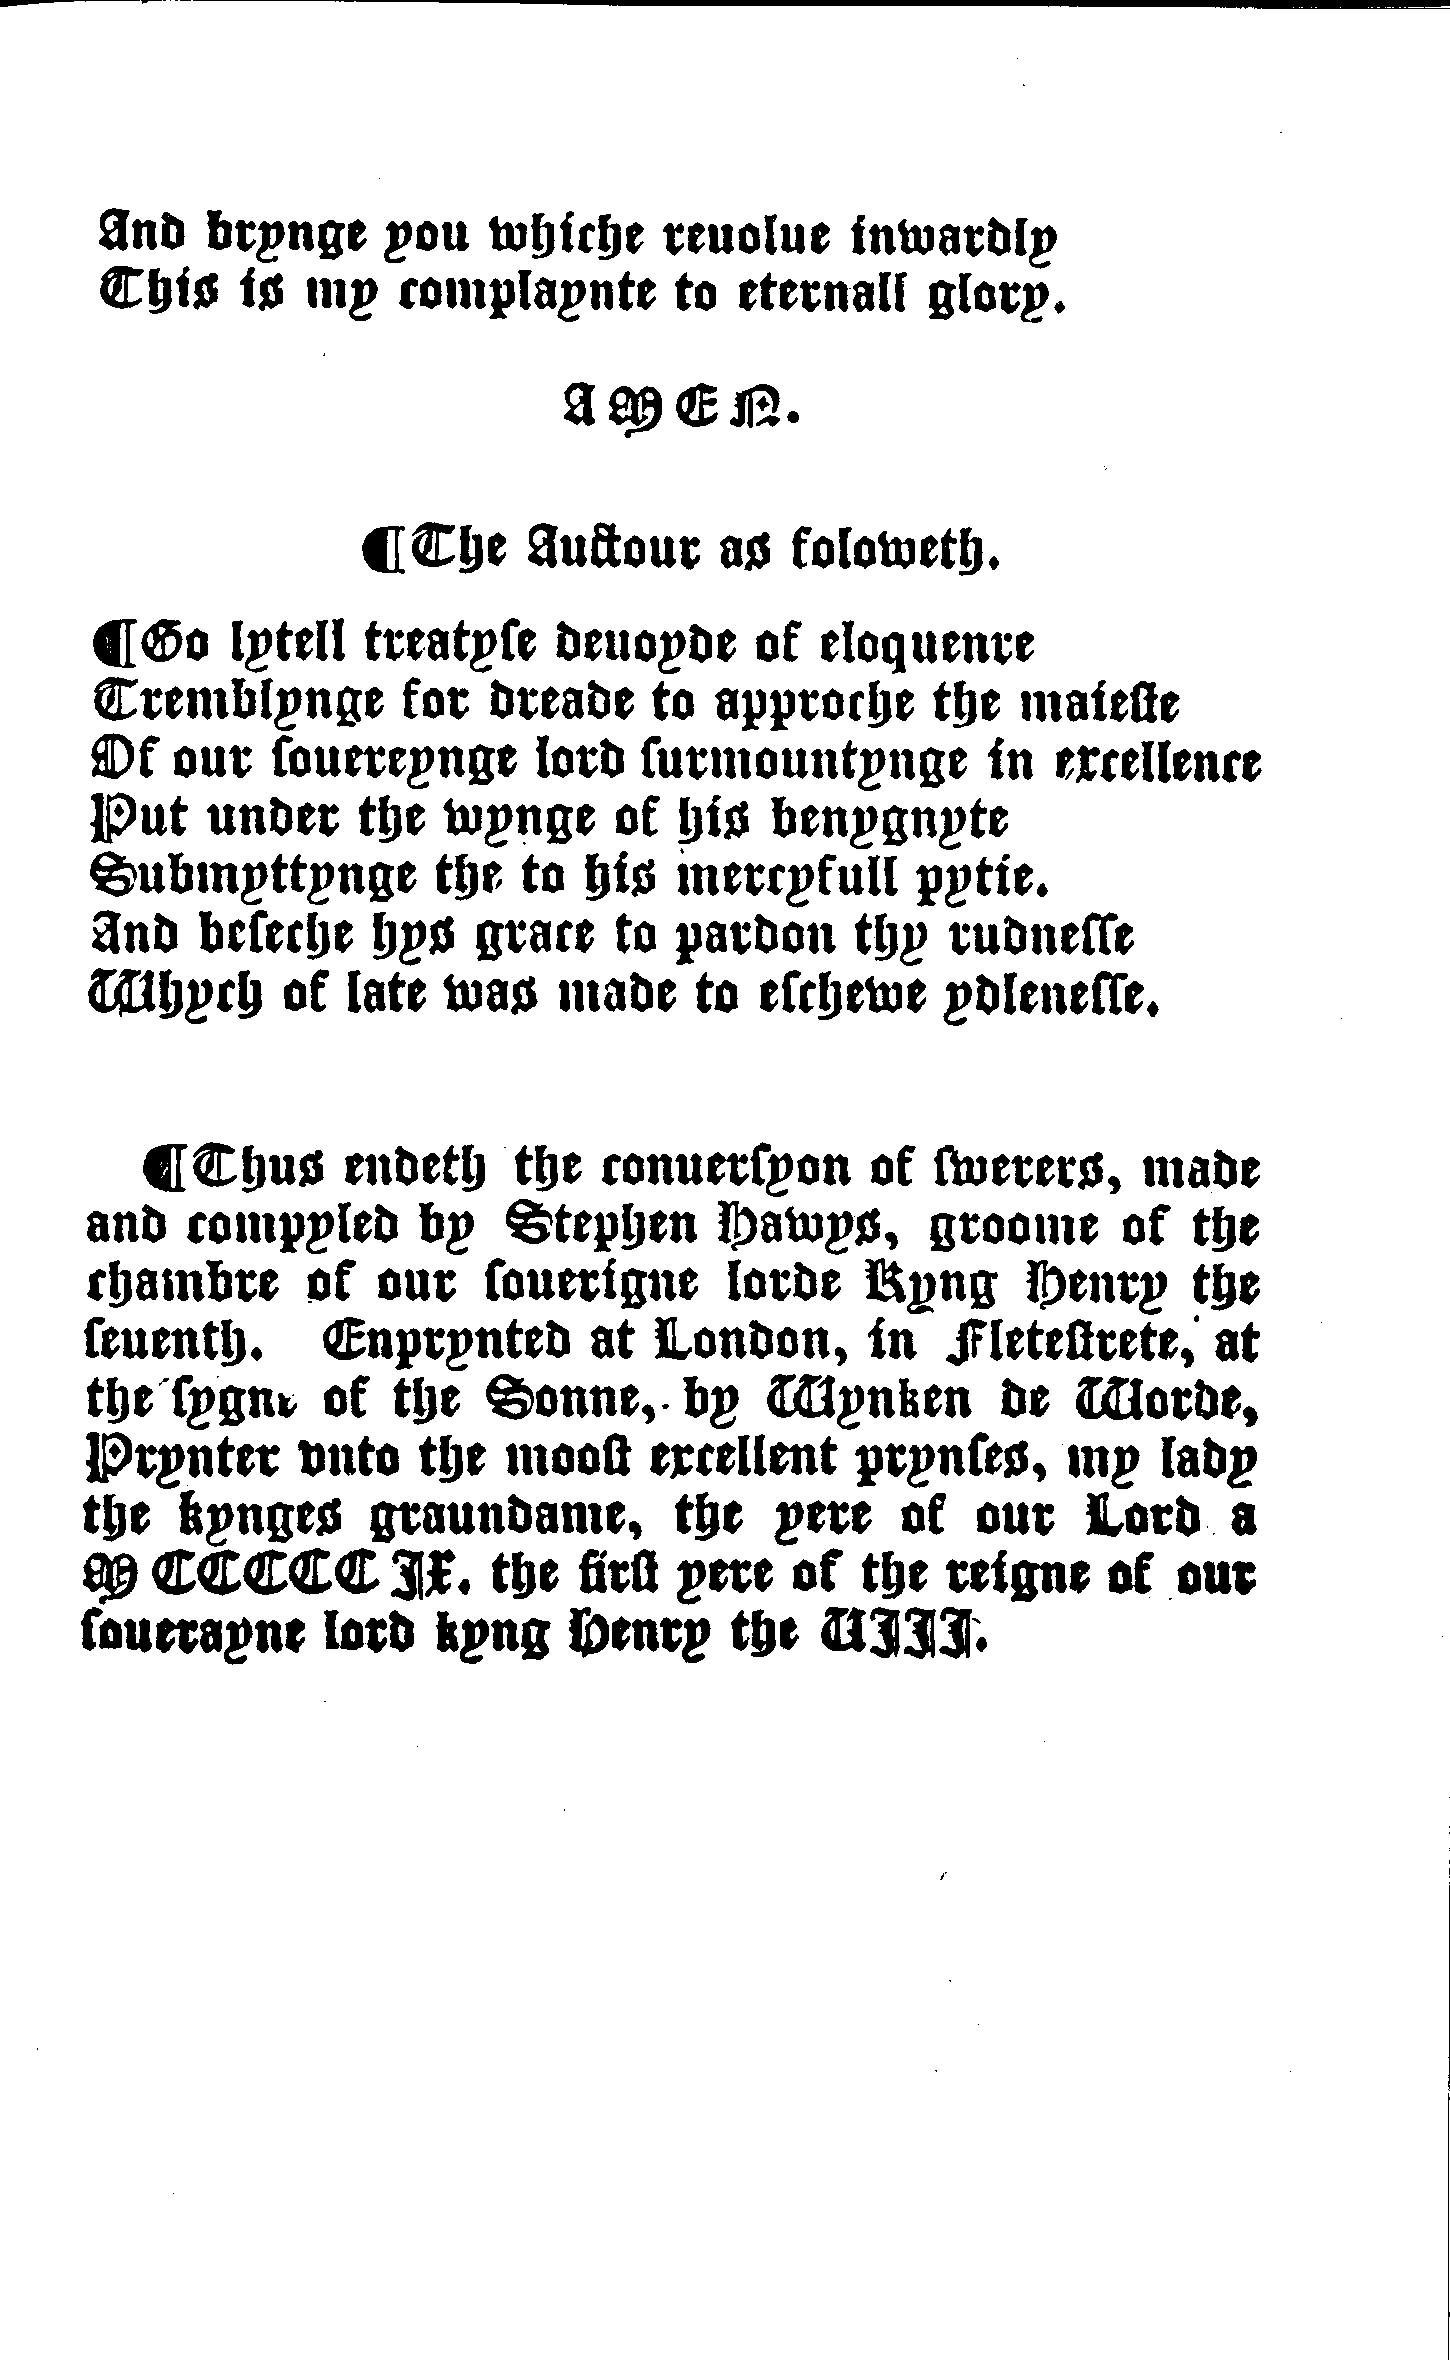 And brynge you whiche reuolue inwardly
This is my complaynte to eternall glory.
AMEN.
¶The Auctour as foloweth.
¶Go lytell treatyſe deuoyde of eloquence
Tremblynge for dreade to approche the maieſte
Of our ſouereynge lord ſurmountynge in excellence
Put under the wynge of his benygnyte
Submyttynge the to his mercyfull pytie.
And beſeche hys grace to pardon thy rudneſſe
Whych of late was made to eſchewe ydleneſſe.
¶Thus endeth the conuerſyon of ſwerers, made
and compyled by Stephen Hawys, groome of the
chambre of our ſouerigne lorde Kyng Henry the
ſeuenth. Enprynted at London, in Fleteſtrete, at
the ſygne of the Sonne, by Wynken de Worde,
Prynter vnto the mooſt excellent prynſes, my lady
the kynges graundame, the yere of our Lord a
MCCCCCIX. the firſt yere of the reigne of our
ſouerayne lord kyng Henry the VIII.